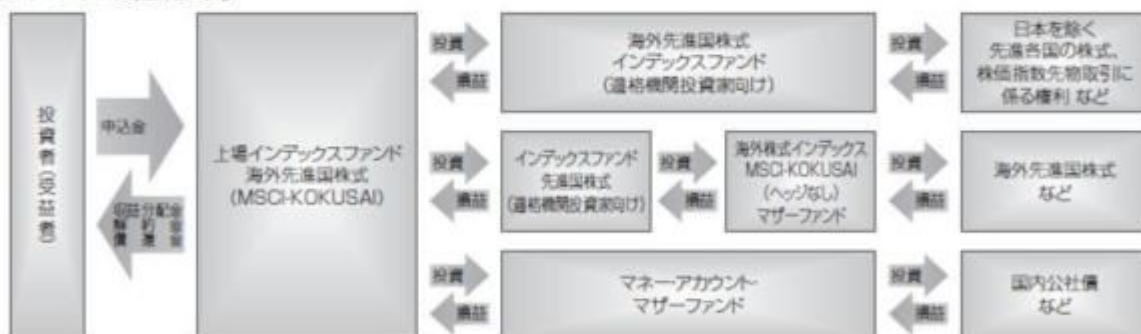 投資者(受益者)
申込金
収益分配金
解約金
償還金
上場インデックスファンド
海外先進国株式
(MSCI-KOKUSAI)
投資
損益
海外先進国株式
インデックスファンド
(適格機関投資家向け)
投資
損益
日本を除く
先進各国の株式、
株価指数先物取引に
係る権利 など
投資
損益
インデックスファンド
先進国株式
(適格機関投資家向け)
投資
損益
海外株式インデックス
MSCI-KOKUSAI
(ヘッジなし)
マザーファンド
投資
損益
海外先進国株式
など
投資
損益
マネー・アカウント・
マザーファンド
投資
損益
国内公社債
など